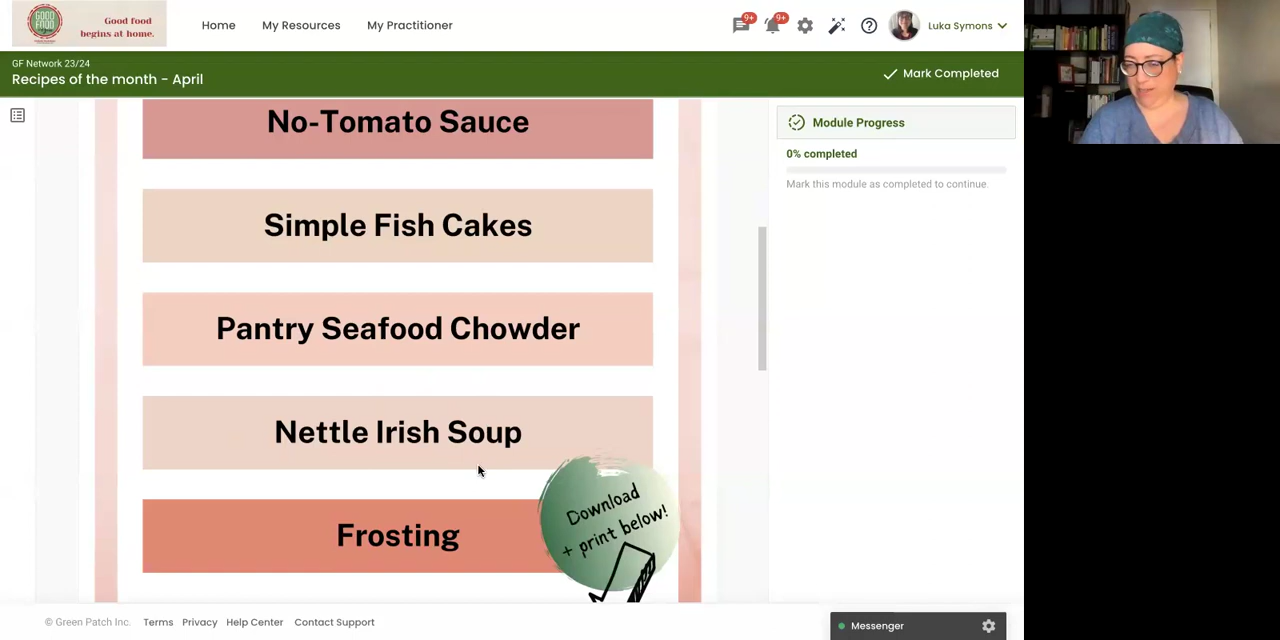 GOOD
FOOD
Good food
begins at home.
Home
My Resources
My Practitioner
9+
9+
Luka Symons
GF Network 23/24
Recipes of the month - April
Mark Completed
No-Tomato Sauce
Simple Fish Cakes
Pantry Seafood Chowder
Nettle Irish Soup
Frosting
Download
+ print below!
Module Progress
0% completed
Mark this module as completed to continue.
© Green Patch Inc.
Terms
Privacy
Help Center
Contact Support
Messenger